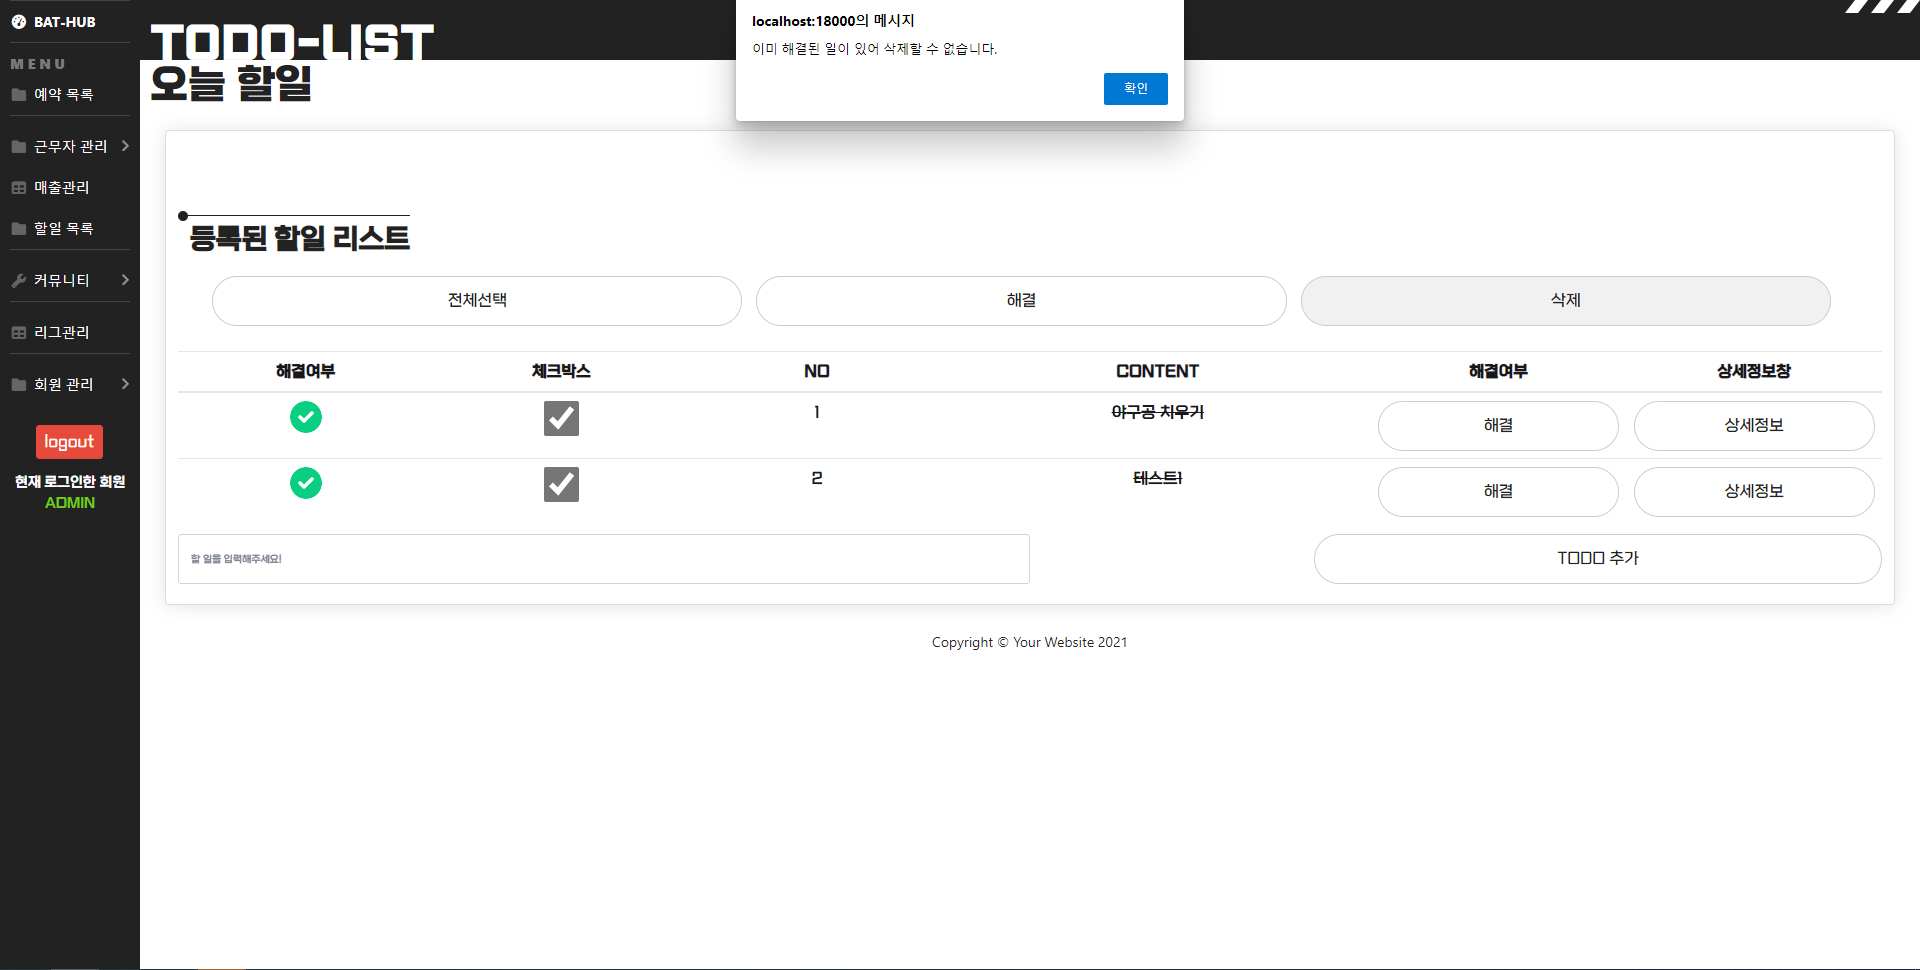 BAT-HUB
MENU
예약 목록
근무자 관리
매출관리
할일 목록
커뮤니티
리그관리
회원 관리
logout
현재 로그인한 회원
ADMIN
TODO-LIST
오늘 할일
localhost:18000의 메시지
이미 해결된 일이 있어 삭제할 수 없습니다.
확인
등록된 할일 리스트
전체선택 해결 삭제
해결여부 체크박스 NO CONTENT 해결여부 상세정보창
1 야구공 치우기 해결 상세정보
2 테스트1 해결 상세정보
할 일을 입력해주세요! TODO 추가
Copyright © Your Website 2021